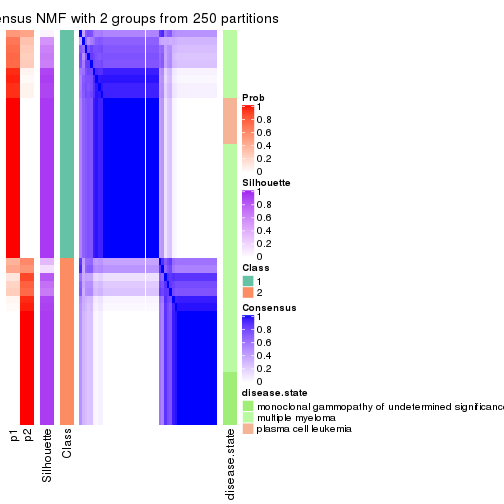 ensus NMF with 2 groups from 250 partitions
Prob
1
0.8
0.6
0.4
0.2
0
Silhouette
1
0.8
0.6
0.4
0.2
0
Class
1
2
Consensus
1
0.8
0.6
0.4
0.2
0
disease.state
monoclonal gammopathy of undetermined significanc
multiple myeloma
plasma cell leukemia
p1
p2
Silhouette
Class
disease.state